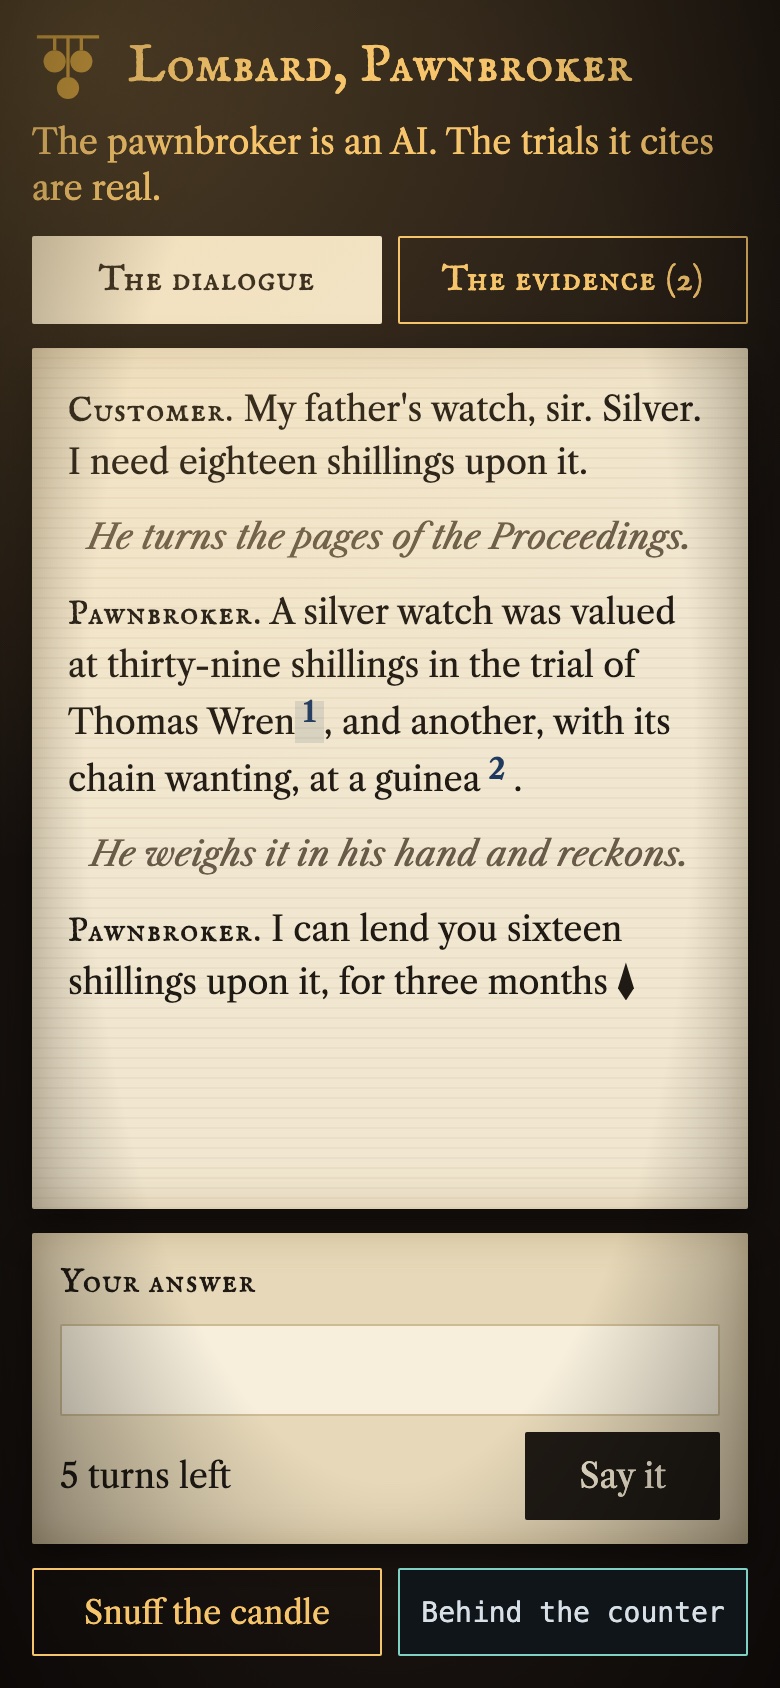 Lombard, Pawnbroker
The pawnbroker is an AI. The trials it cites
are real.
The dialogue
The evidence (2)
Customer. My father's watch, sir. Silver.
I need eighteen shillings upon it.
He turns the pages of the Proceedings.
Pawnbroker. A silver watch was valued
at thirty-nine shillings in the trial of
Thomas Wren1, and another, with its
chain wanting, at a guinea 2 .
He weighs it in his hand and reckons.
Pawnbroker. I can lend you sixteen
shillings upon it, for three months
Your answer
5 turns left
Say it
Snuff the candle
Behind the counter